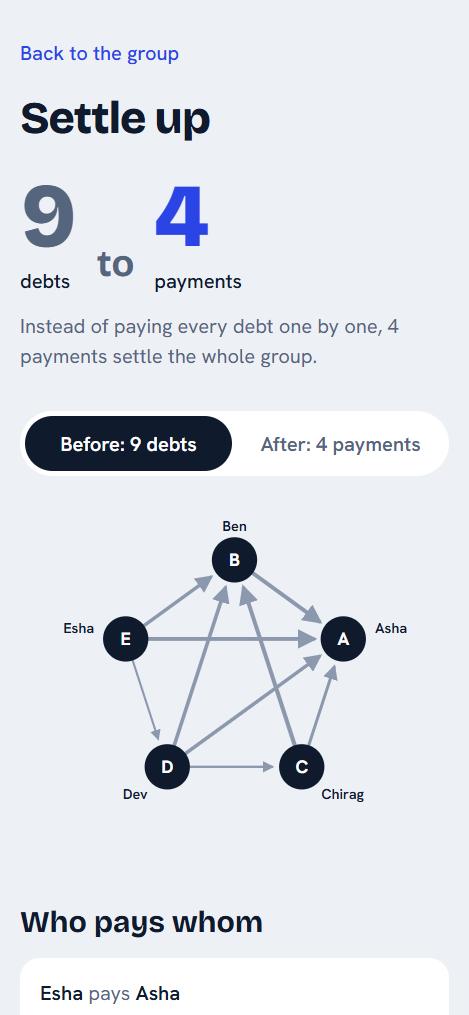 Back to the group
Settle up
9 to 4
debts payments
Instead of paying every debt one by one, 4
payments settle the whole group.
Before: 9 debts After: 4 payments
Ben
B
Esha E A Asha
D C
Dev Chirag
Who pays whom
Esha pays Asha